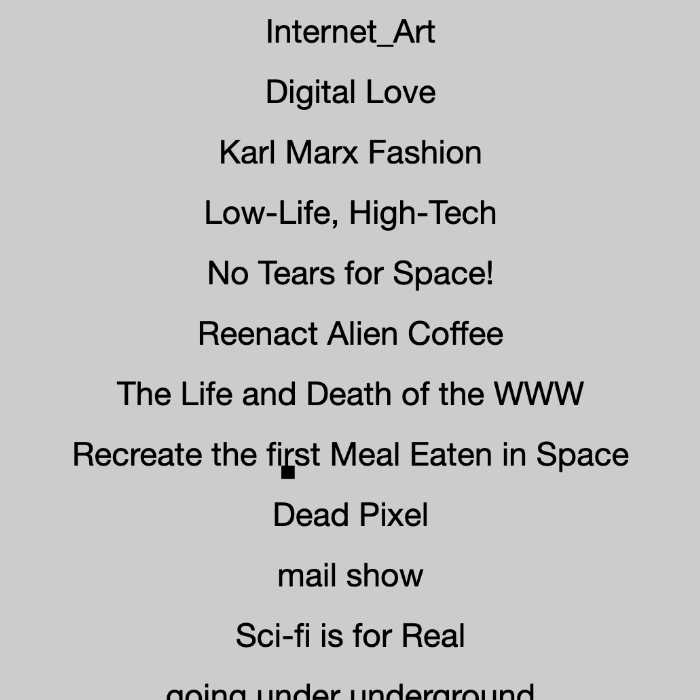 Internet_Art
Digital Love
Karl Marx Fashion
Low-Life, High-Tech
No Tears for Space!
Reenact Alien Coffee
The Life and Death of the WWW
Recreate the first Meal Eaten in Space
Dead Pixel
mail show
Sci-fi is for Real
going under underground